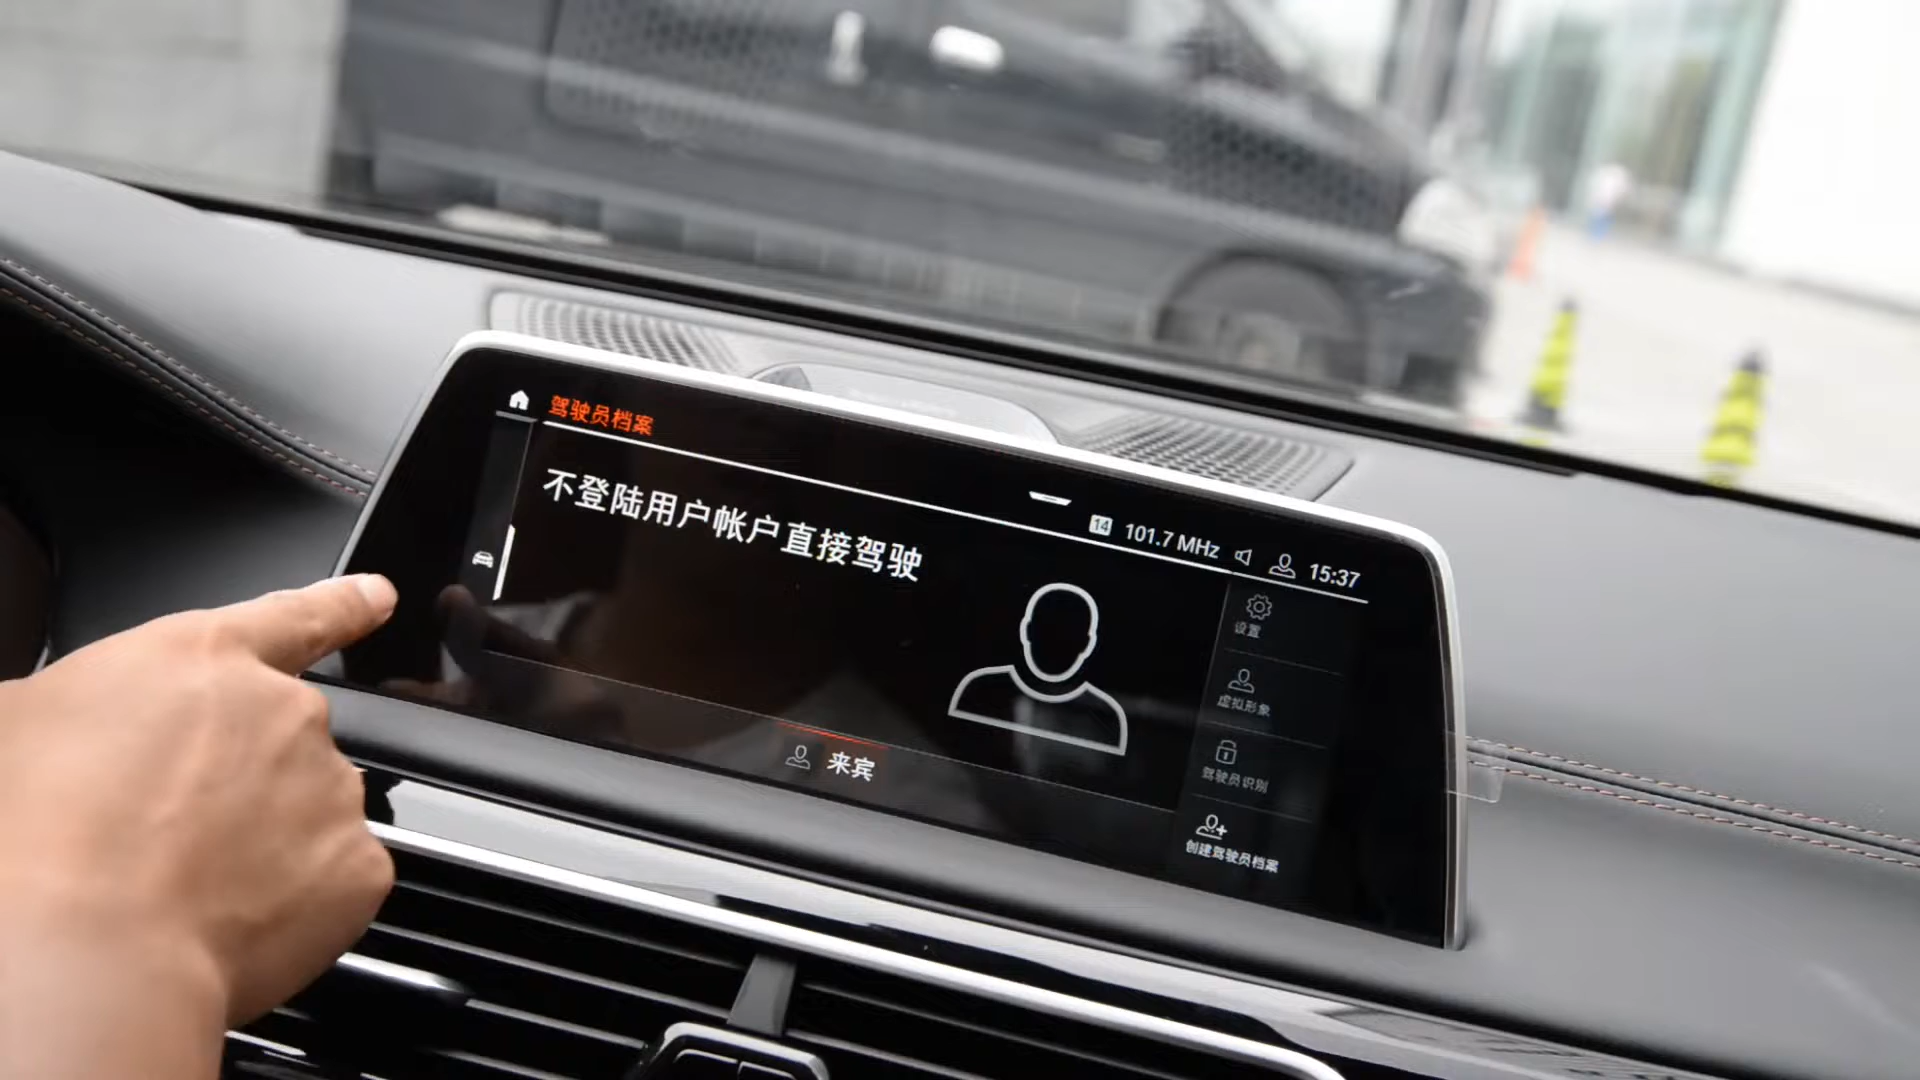 驾驶员档案
14 101.7 MHz 15:37
不登陆用户帐户直接驾驶
设置
虚拟形象
驾驶员识别
创建驾驶员档案
来宾